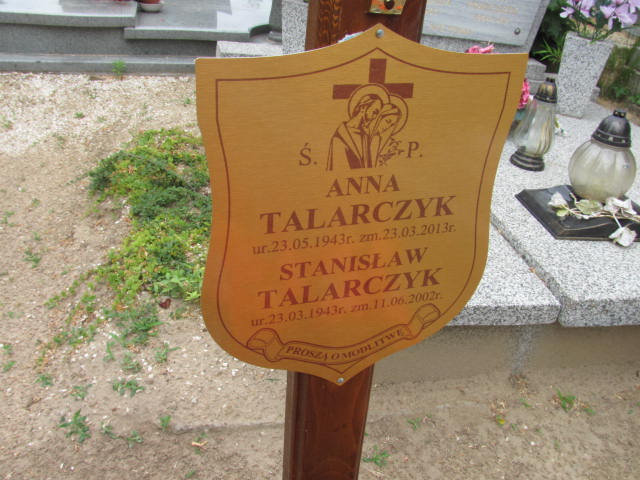 Ś. P.
ANNA
TALARCZYK
ur.23.05.1943r. zm.23.03.2013r.
STANISŁAW
TALARCZYK
ur.23.03.1943r. zm.11.06.2002r.
PROSZĄ O MODLITWĘ